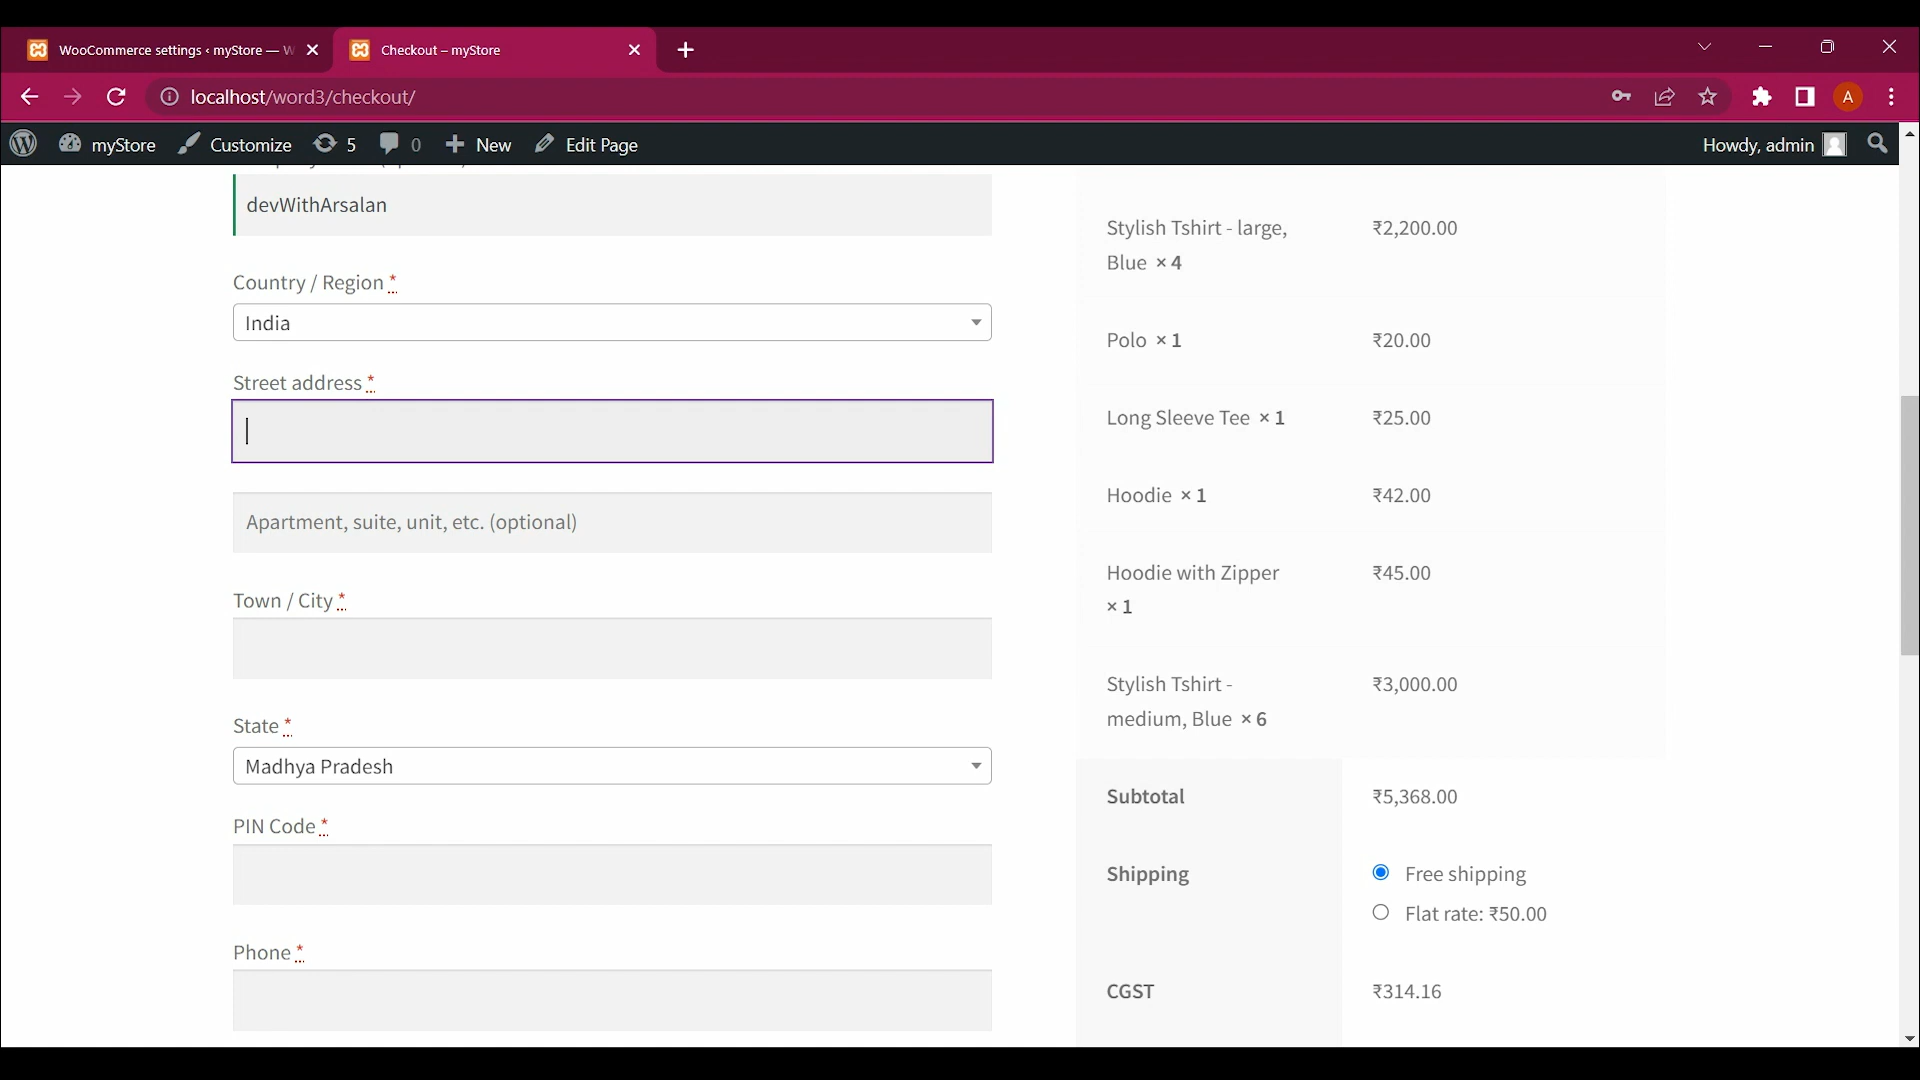 WooCommerce settings ‹ myStore — W
Checkout – myStore
localhost/word3/checkout/
A
myStore
Customize
5
0
New
Edit Page
Howdy, admin
devWithArsalan
Country / Region *
India
Street address *
Apartment, suite, unit, etc. (optional)
Town / City *
State *
Madhya Pradesh
PIN Code *
Phone *
Stylish Tshirt - large, ₹2,200.00
Blue × 4
Polo × 1 ₹20.00
Long Sleeve Tee × 1 ₹25.00
Hoodie × 1 ₹42.00
Hoodie with Zipper ₹45.00
× 1
Stylish Tshirt - ₹3,000.00
medium, Blue × 6
Subtotal ₹5,368.00
Shipping Free shipping
Flat rate: ₹50.00
CGST ₹314.16